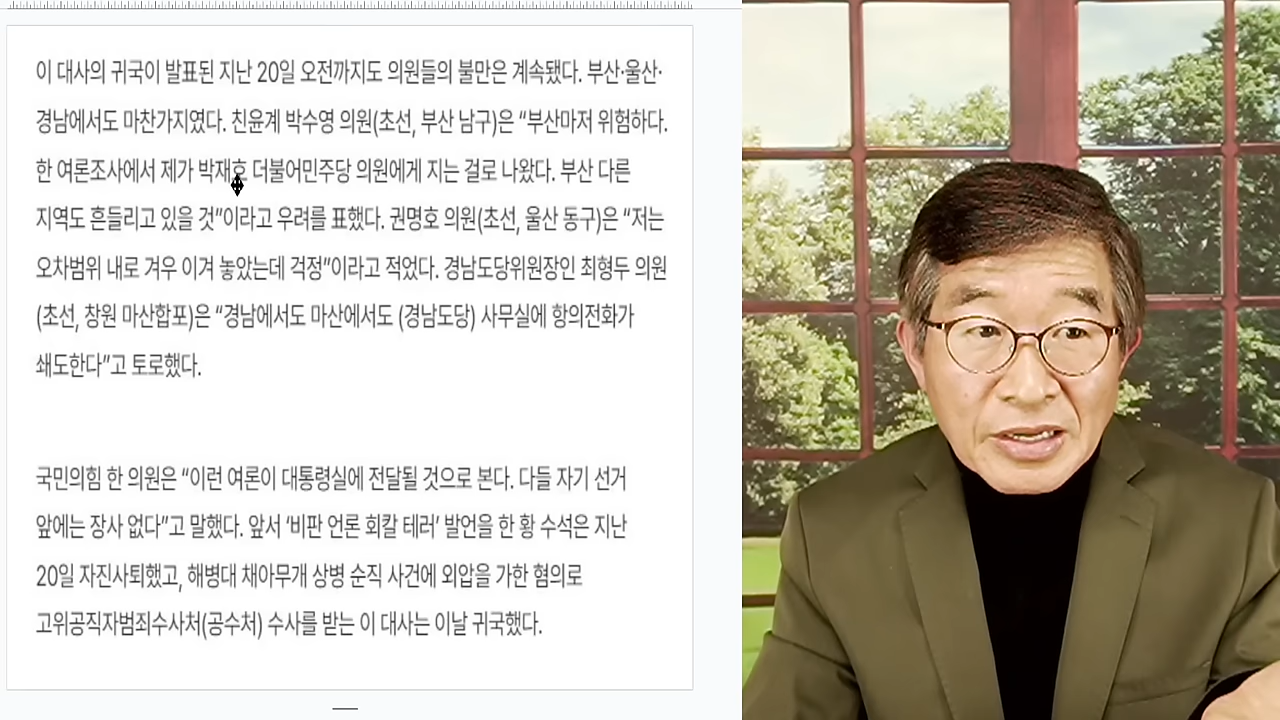 이 대사의 귀국이 발표된 지난 20일 오전까지도 의원들의 불만은 계속됐다. 부산·울산·
경남에서도 마찬가지였다. 친윤계 박수영 의원(초선, 부산 남구)은 “부산마저 위험하다.
한 여론조사에서 제가 박재호 더불어민주당 의원에게 지는 걸로 나왔다. 부산 다른
지역도 흔들리고 있을 것”이라고 우려를 표했다. 권명호 의원(초선, 울산 동구)은 “저는
오차범위 내로 겨우 이겨 놓았는데 걱정”이라고 적었다. 경남도당위원장인 최형두 의원
(초선, 창원 마산합포)은 “경남에서도 마산에서도 (경남도당) 사무실에 항의전화가
쇄도한다”고 토로했다.
국민의힘 한 의원은 “이런 여론이 대통령실에 전달될 것으로 본다. 다들 자기 선거
앞에는 장사 없다”고 말했다. 앞서 ‘비판 언론 회칼 테러’ 발언을 한 황 수석은 지난
20일 자진사퇴했고, 해병대 채아무개 상병 순직 사건에 외압을 가한 혐의로
고위공직자범죄수사처(공수처) 수사를 받는 이 대사는 이날 귀국했다.